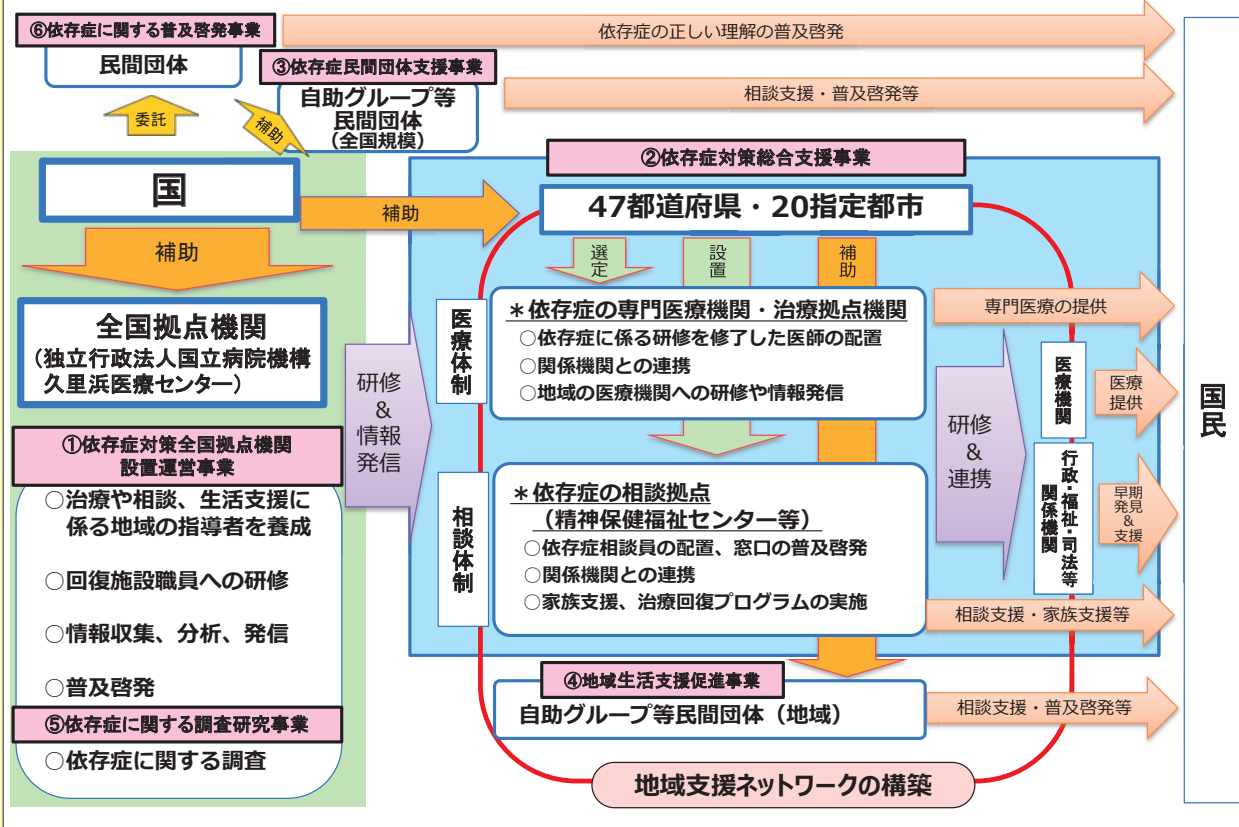 ⑥依存症に関する普及啓発事業
民間団体
依存症の正しい理解の普及啓発
③依存症民間団体支援事業
自助グループ等
民間団体
（全国規模）
相談支援・普及啓発等
委託
補助
国
補助
補助
全国拠点機関
（独立行政法人国立病院機構
久里浜医療センター）
①依存症対策全国拠点機関
設置運営事業
○治療や相談、生活支援に
係る地域の指導者を養成
○回復施設職員への研修
○情報収集、分析、発信
○普及啓発
⑤依存症に関する調査研究事業
○依存症に関する調査
研修
＆
情報
発信
②依存症対策総合支援事業
47都道府県・20指定都市
選定
設置
補助
医療体制
＊依存症の専門医療機関・治療拠点機関
○依存症に係る研修を修了した医師の配置
○関係機関との連携
○地域の医療機関への研修や情報発信
相談体制
＊依存症の相談拠点
（精神保健福祉センター等）
○依存症相談員の配置、窓口の普及啓発
○関係機関との連携
○家族支援、治療回復プログラムの実施
研修
＆
連携
専門医療の提供
医療機関
医療
提供
行政・福祉・司法等
関係機関
早期
発見
＆
支援
相談支援・家族支援等
④地域生活支援促進事業
自助グループ等民間団体（地域）
相談支援・普及啓発等
地域支援ネットワークの構築
国民